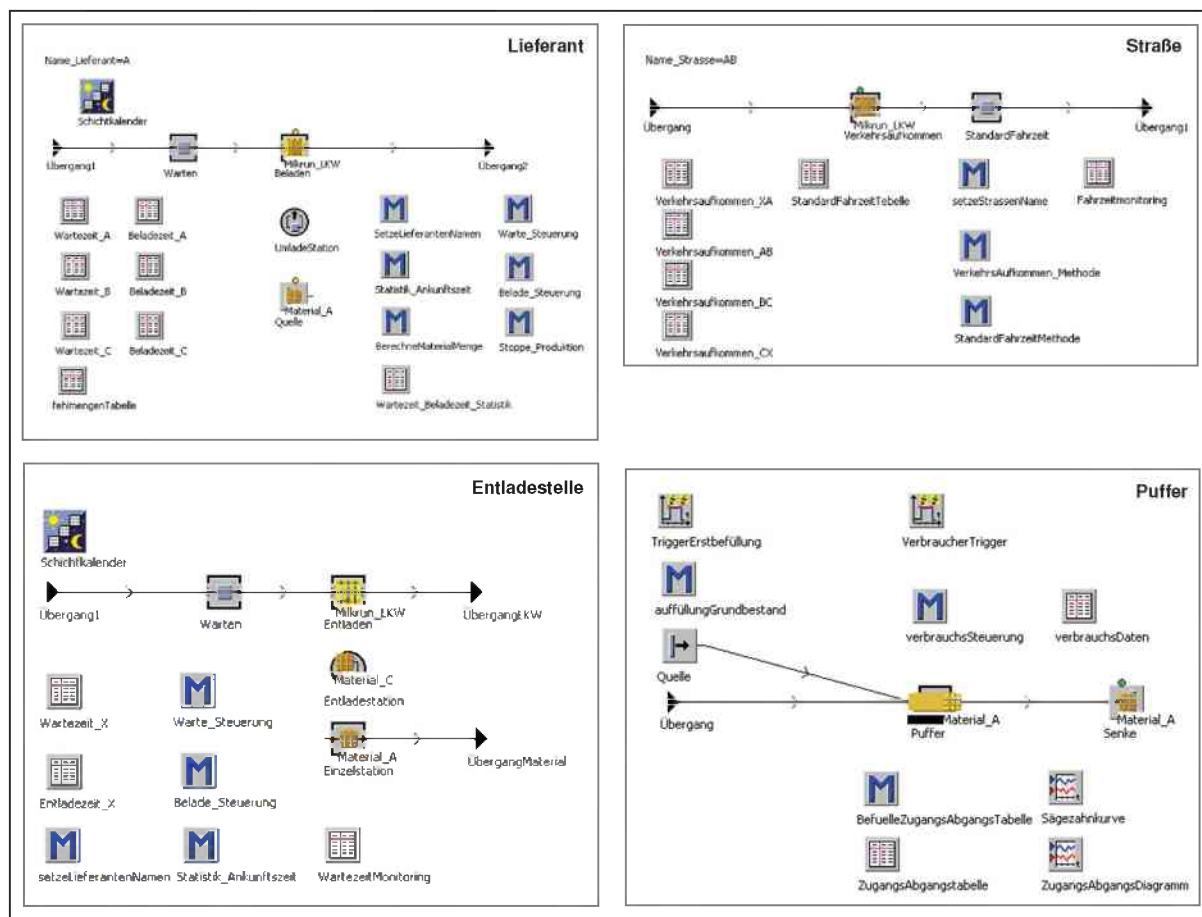 Lieferant
Name_Lieferant=A
Schichtkalender
Übergang1
Warten
Milkrun_LKW
Beladen
Übergang2
Wartezeit_A
Beladezeit_A
UmladeStation
SetzeLieferantenNamen
Warte_Steuerung
Wartezeit_B
Beladezeit_B
Material_A
Quelle
Statistik_Ankunftszeit
Belade_Steuerung
Wartezeit_C
Beladezeit_C
BerechneMaterialMenge
Stoppe_Produktion
fehlmengenTabelle
Wartezeit_Beladezeit_Statistik
Straße
Name_Strasse=AB
Übergang
Milkrun_LKW
Verkehrsaufkommen
StandardFahrzeit
Übergang1
Verkehrsaufkommen_XA
StandardFahrzeitTebelle
setzeStrassenName
Fahrzeitmonitoring
Verkehrsaufkommen_AB
VerkehrsAufkommen_Methode
Verkehrsaufkommen_BC
StandardFahrzeitMethode
Verkehrsaufkommen_CX
Entladestelle
Schichtkalender
Übergang1
Warten
Milkrun_LKW
Entladen
ÜbergangLKW
Material_C
Entladestation
Wartezeit_X
Warte_Steuerung
Material_A
Einzelstation
ÜbergangMaterial
Entladezeit_X
Belade_Steuerung
setzeLieferantenNamen
Statistik_Ankunftszeit
WartezeitMonitoring
Puffer
TriggerErstbefüllung
VerbraucherTrigger
auffüllungGrundbestand
verbrauchsSteuerung
verbrauchsDaten
Quelle
Übergang
Material_A
Puffer
Material_A
Senke
BefuelleZugangsAbgangsTabelle
Sägezahnkurve
ZugangsAbgangstabelle
ZugangsAbgangsDiagramm